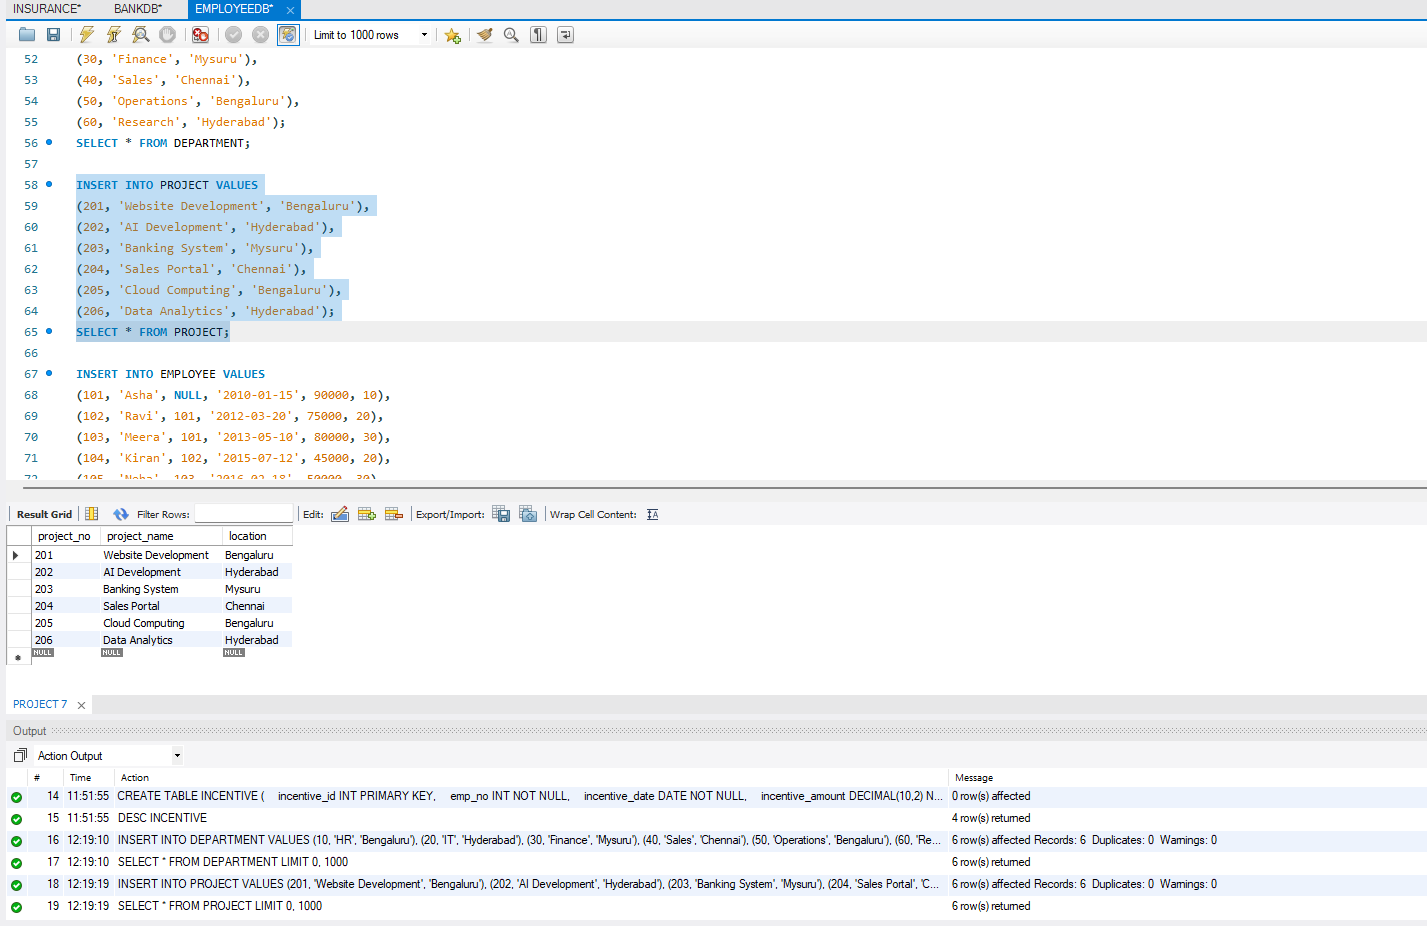 INSURANCE* BANKDB* EMPLOYEEDB*
Limit to 1000 rows
52 (30, 'Finance', 'Mysuru'),
53 (40, 'Sales', 'Chennai'),
54 (50, 'Operations', 'Bengaluru'),
55 (60, 'Research', 'Hyderabad');
56 SELECT * FROM DEPARTMENT;
57
58 INSERT INTO PROJECT VALUES
59 (201, 'Website Development', 'Bengaluru'),
60 (202, 'AI Development', 'Hyderabad'),
61 (203, 'Banking System', 'Mysuru'),
62 (204, 'Sales Portal', 'Chennai'),
63 (205, 'Cloud Computing', 'Bengaluru'),
64 (206, 'Data Analytics', 'Hyderabad');
65 SELECT * FROM PROJECT;
66
67 INSERT INTO EMPLOYEE VALUES
68 (101, 'Asha', NULL, '2010-01-15', 90000, 10),
69 (102, 'Ravi', 101, '2012-03-20', 75000, 20),
70 (103, 'Meera', 101, '2013-05-10', 80000, 30),
71 (104, 'Kiran', 102, '2015-07-12', 45000, 20),
72 (105, 'Neha', 103, '2016-02-18', 50000, 30)
Result Grid Filter Rows: Edit: Export/Import: Wrap Cell Content:
project_no project_name location
201 Website Development Bengaluru
202 AI Development Hyderabad
203 Banking System Mysuru
204 Sales Portal Chennai
205 Cloud Computing Bengaluru
206 Data Analytics Hyderabad
NULL NULL NULL
PROJECT 7
Output
Action Output
# Time Action Message
14 11:51:55 CREATE TABLE INCENTIVE ( incentive_id INT PRIMARY KEY, emp_no INT NOT NULL, incentive_date DATE NOT NULL, incentive_amount DECIMAL(10,2) N... 0 row(s) affected
15 11:51:55 DESC INCENTIVE 4 row(s) returned
16 12:19:10 INSERT INTO DEPARTMENT VALUES (10, 'HR', 'Bengaluru'), (20, 'IT', 'Hyderabad'), (30, 'Finance', 'Mysuru'), (40, 'Sales', 'Chennai'), (50, 'Operations', 'Bengaluru'), (60, 'Re... 6 row(s) affected Records: 6 Duplicates: 0 Warnings: 0
17 12:19:10 SELECT * FROM DEPARTMENT LIMIT 0, 1000 6 row(s) returned
18 12:19:19 INSERT INTO PROJECT VALUES (201, 'Website Development', 'Bengaluru'), (202, 'AI Development', 'Hyderabad'), (203, 'Banking System', 'Mysuru'), (204, 'Sales Portal', 'C... 6 row(s) affected Records: 6 Duplicates: 0 Warnings: 0
19 12:19:19 SELECT * FROM PROJECT LIMIT 0, 1000 6 row(s) returned